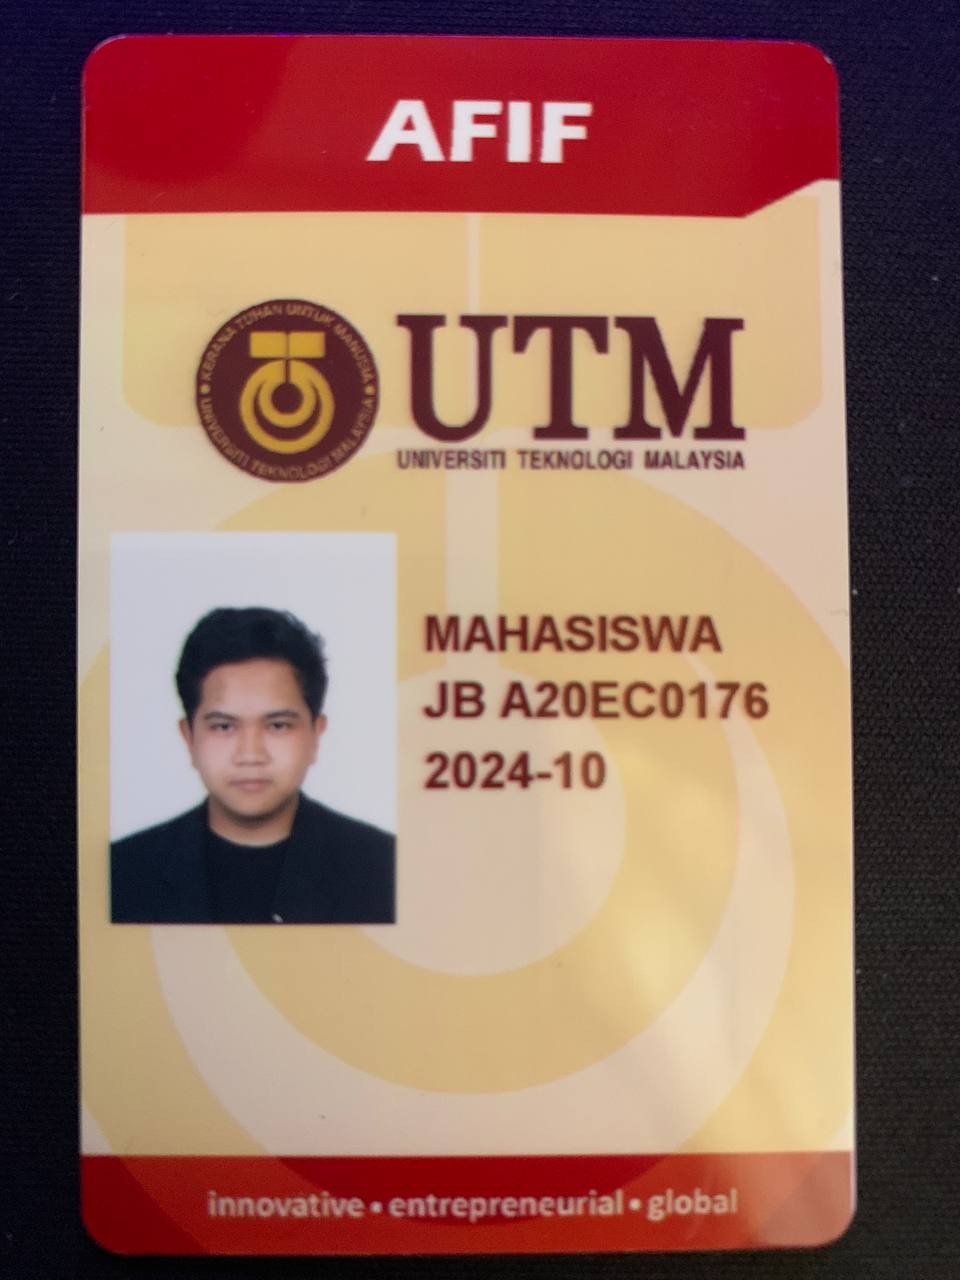 AFIF
KERANA TUHAN UNTUK MANUSIA
UNIVERSITI TEKNOLOGI MALAYSIA
UTM
UNIVERSITI TEKNOLOGI MALAYSIA
MAHASISWA
JB A20EC0176
2024-10
innovative • entrepreneurial • global